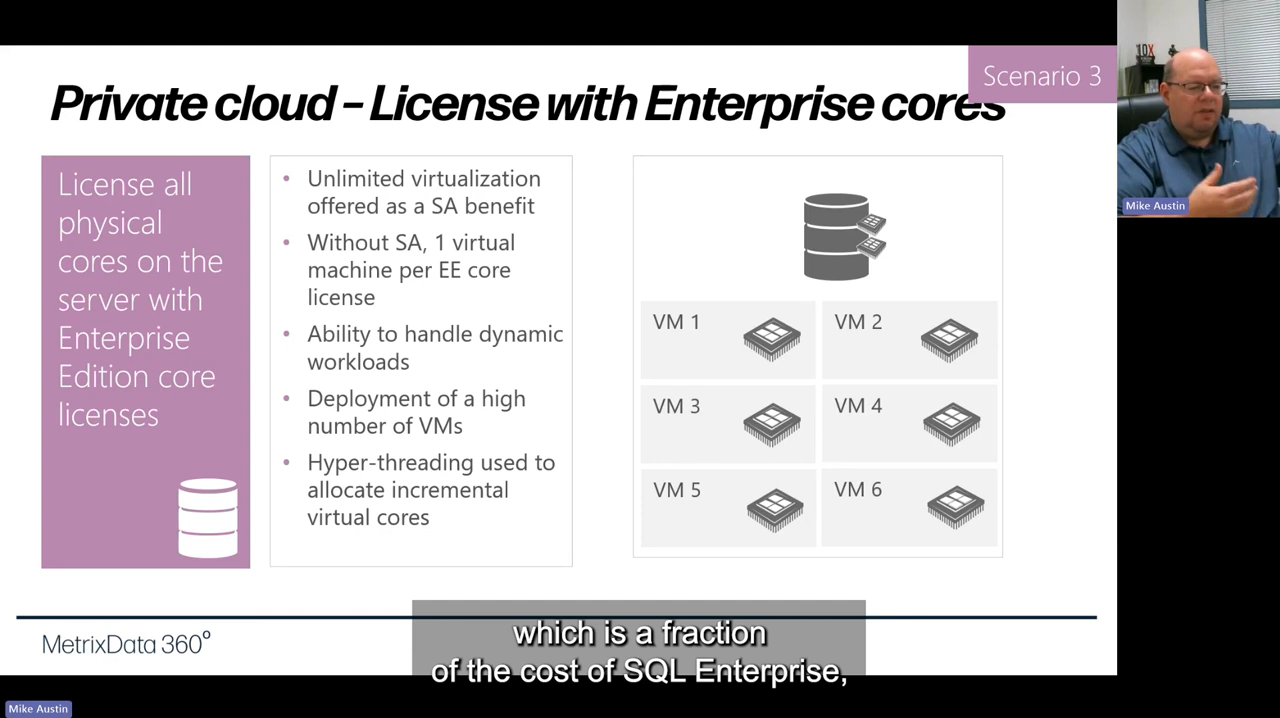 Scenario 3
Private cloud – License with Enterprise cores
License all
physical
cores on the
server with
Enterprise
Edition core
licenses
• Unlimited virtualization
offered as a SA benefit
• Without SA, 1 virtual
machine per EE core
license
• Ability to handle dynamic
workloads
• Deployment of a high
number of VMs
• Hyper-threading used to
allocate incremental
virtual cores
VM 1
VM 2
VM 3
VM 4
VM 5
VM 6
10X
Mike Austin
MetrixData 360°
which is a fraction
of the cost of SQL Enterprise,
Mike Austin